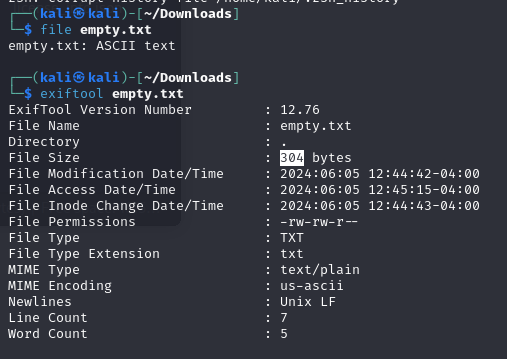 zsh: corrupt history file /home/kali/.zsh_history
┌──(kali㉿kali)-[~/Downloads]
└─$ file empty.txt
empty.txt: ASCII text
┌──(kali㉿kali)-[~/Downloads]
└─$ exiftool empty.txt
ExifTool Version Number : 12.76
File Name : empty.txt
Directory : .
File Size : 304 bytes
File Modification Date/Time : 2024:06:05 12:44:42-04:00
File Access Date/Time : 2024:06:05 12:45:15-04:00
File Inode Change Date/Time : 2024:06:05 12:44:43-04:00
File Permissions : -rw-rw-r--
File Type : TXT
File Type Extension : txt
MIME Type : text/plain
MIME Encoding : us-ascii
Newlines : Unix LF
Line Count : 7
Word Count : 5